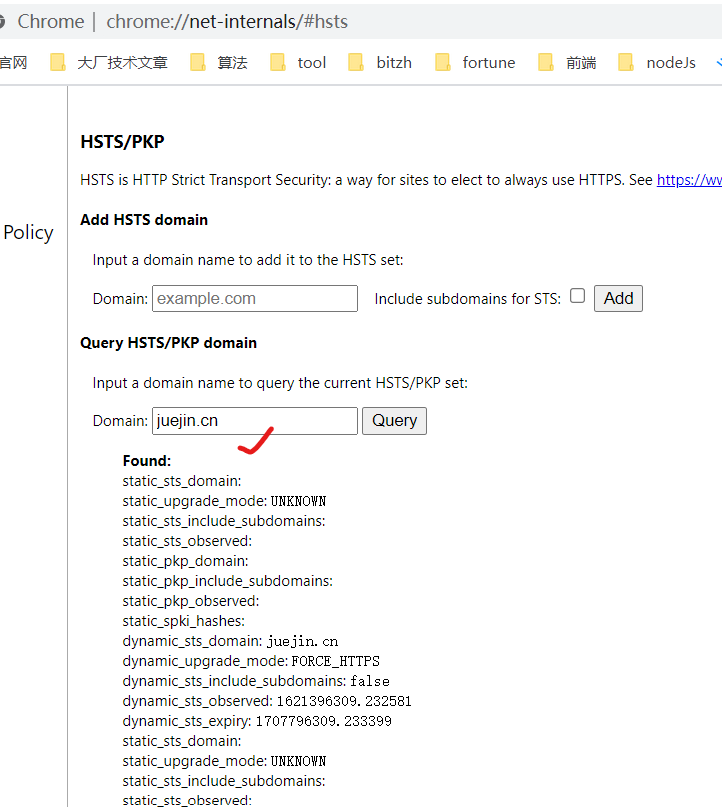 Chrome | chrome://net-internals/#hsts
官网 大厂技术文章 算法 tool bitzh fortune 前端 nodeJs
HSTS/PKP
HSTS is HTTP Strict Transport Security: a way for sites to elect to always use HTTPS. See https://ww
Add HSTS domain
Policy
Input a domain name to add it to the HSTS set:
Domain: example.com Include subdomains for STS: Add
Query HSTS/PKP domain
Input a domain name to query the current HSTS/PKP set:
Domain: juejin.cn Query
Found:
static_sts_domain:
static_upgrade_mode: UNKNOWN
static_sts_include_subdomains:
static_sts_observed:
static_pkp_domain:
static_pkp_include_subdomains:
static_pkp_observed:
static_spki_hashes:
dynamic_sts_domain: juejin.cn
dynamic_upgrade_mode: FORCE_HTTPS
dynamic_sts_include_subdomains: false
dynamic_sts_observed: 1621396309.232581
dynamic_sts_expiry: 1707796309.233399
static_sts_domain:
static_upgrade_mode: UNKNOWN
static_sts_include_subdomains:
static_sts_observed: